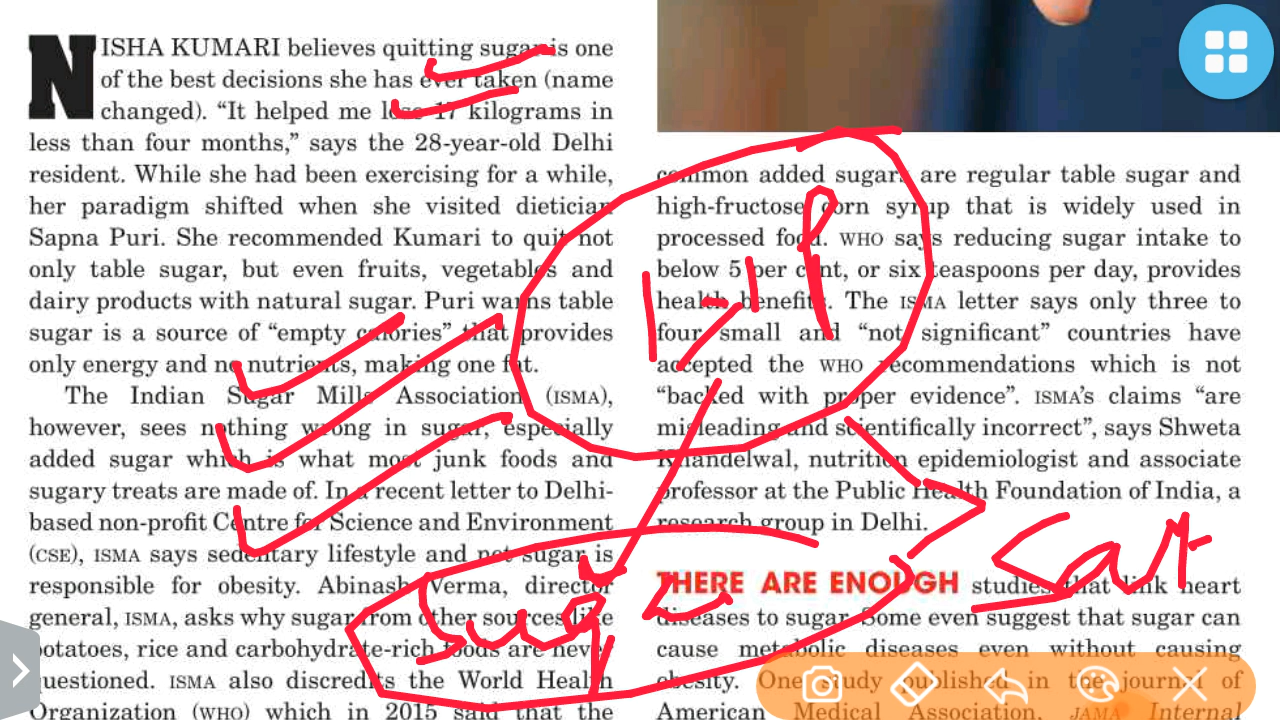 NISHA KUMARI believes quitting sugar is one
of the best decisions she has ever taken (name
changed). “It helped me lose 17 kilograms in
less than four months,” says the 28-year-old Delhi
resident. While she had been exercising for a while,
her paradigm shifted when she visited dietician
Sapna Puri. She recommended Kumari to quit not
only table sugar, but even fruits, vegetables and
dairy products with natural sugar. Puri warns table
sugar is a source of “empty calories” that provides
only energy and no nutrients, making one fat.
The Indian Sugar Mills Association (ISMA),
however, sees nothing wrong in sugar, especially
added sugar which is what most junk foods and
sugary treats are made of. In a recent letter to Delhi-
based non-profit Centre for Science and Environment
(CSE), ISMA says sedentary lifestyle and not sugar is
responsible for obesity. Abinash Verma, director
general, ISMA, asks why sugar from other sources like
potatoes, rice and carbohydrate-rich foods are never
questioned. ISMA also discredits the World Health
Organization (WHO) which in 2015 said that the
common added sugars are regular table sugar and
high-fructose corn syrup that is widely used in
processed food. WHO says reducing sugar intake to
below 5 per cent, or six teaspoons per day, provides
health benefits. The ISMA letter says only three to
four small and “not significant” countries have
accepted the WHO recommendations which is not
“backed with proper evidence”. ISMA’s claims “are
misleading and scientifically incorrect”, says Shweta
Khandelwal, nutrition epidemiologist and associate
professor at the Public Health Foundation of India, a
research group in Delhi.
THERE ARE ENOUGH studies that link heart
diseases to sugar. Some even suggest that sugar can
cause metabolic diseases even without causing
obesity. One study published in the journal of
American Medical Association, JAMA Internal